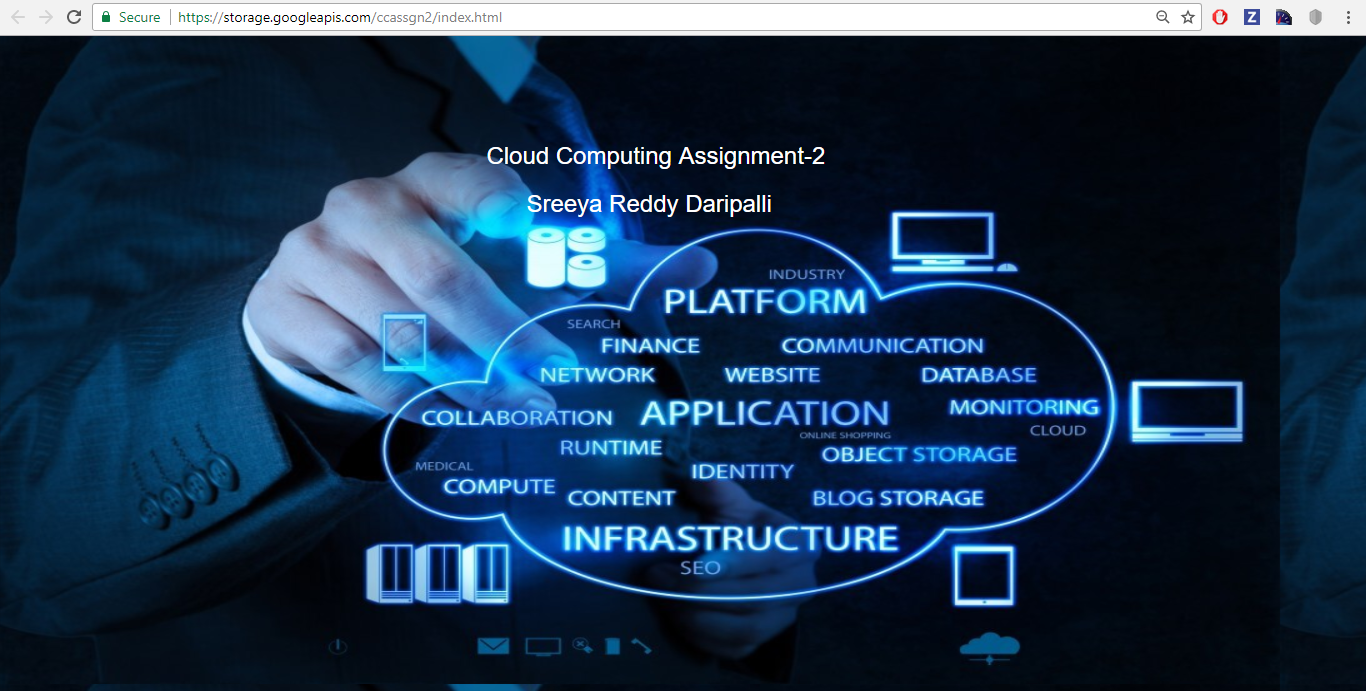 Secure | https://storage.googleapis.com/ccassgn2/index.html
Z
Cloud Computing Assignment-2
Sreeya Reddy Daripalli
INDUSTRY
PLATFORM
SEARCH
FINANCE COMMUNICATION
NETWORK WEBSITE DATABASE
COLLABORATION APPLICATION MONITORING
ONLINE SHOPPING CLOUD
RUNTIME OBJECT STORAGE
MEDICAL IDENTITY
COMPUTE CONTENT BLOG STORAGE
INFRASTRUCTURE
SEO